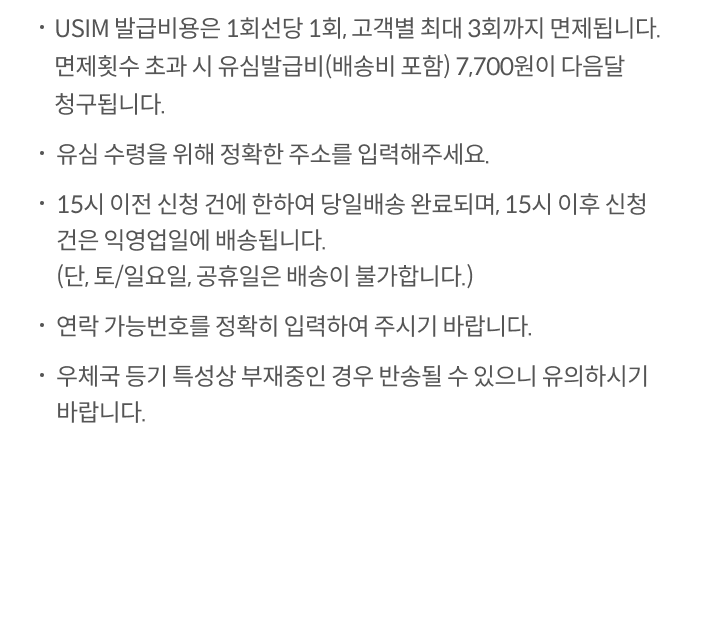 · USIM 발급비용은 1회선당 1회, 고객별 최대 3회까지 면제됩니다.
면제횟수 초과 시 유심발급비(배송비 포함) 7,700원이 다음달
청구됩니다.
· 유심 수령을 위해 정확한 주소를 입력해주세요.
· 15시 이전 신청 건에 한하여 당일배송 완료되며, 15시 이후 신청
건은 익영업일에 배송됩니다.
(단, 토/일요일, 공휴일은 배송이 불가합니다.)
· 연락 가능번호를 정확히 입력하여 주시기 바랍니다.
· 우체국 등기 특성상 부재중인 경우 반송될 수 있으니 유의하시기
바랍니다.